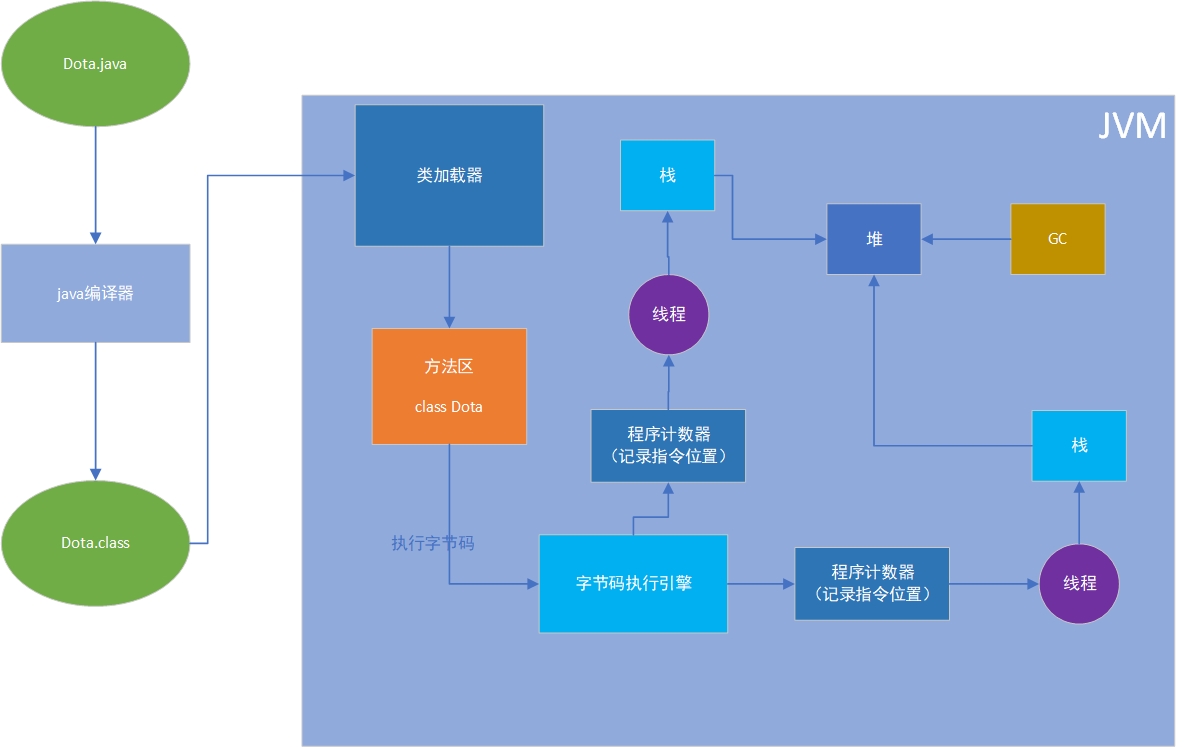 Dota.java
java编译器
Dota.class
JVM
类加载器
方法区
class Dota
执行字节码
字节码执行引擎
程序计数器
（记录指令位置）
线程
栈
堆
GC
程序计数器
（记录指令位置）
线程
栈